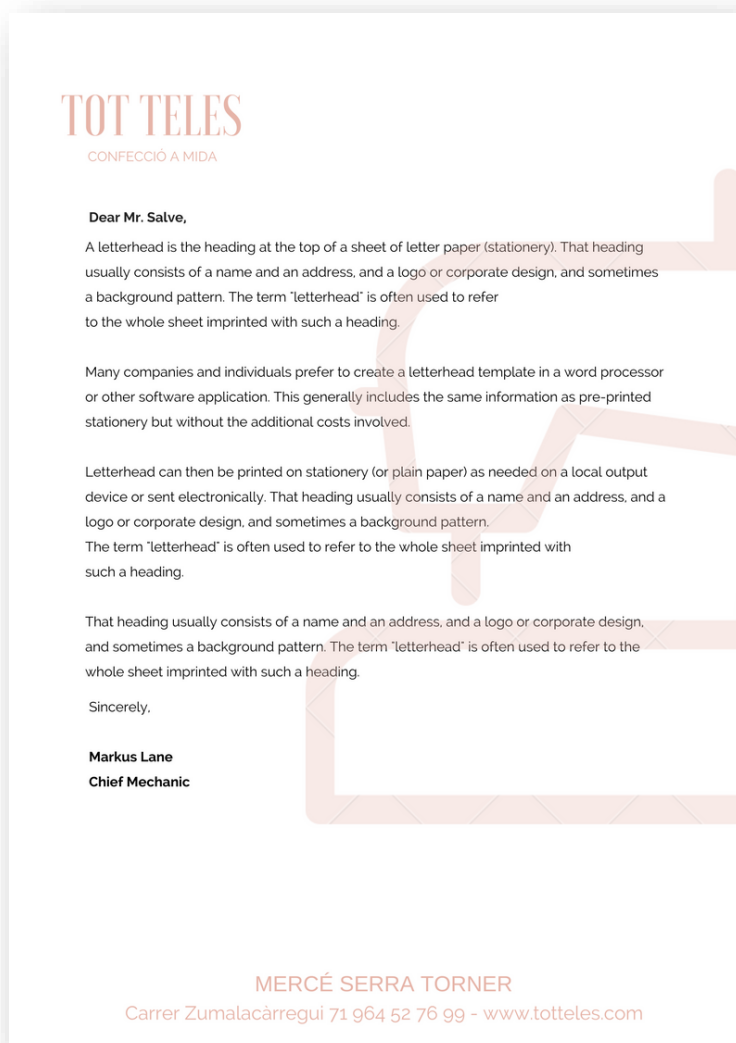 TOT TELES
CONFECCIÓ A MIDA
Dear Mr. Salve,
A letterhead is the heading at the top of a sheet of letter paper (stationery). That heading
usually consists of a name and an address, and a logo or corporate design, and sometimes
a background pattern. The term "letterhead" is often used to refer
to the whole sheet imprinted with such a heading.
Many companies and individuals prefer to create a letterhead template in a word processor
or other software application. This generally includes the same information as pre-printed
stationery but without the additional costs involved.
Letterhead can then be printed on stationery (or plain paper) as needed on a local output
device or sent electronically. That heading usually consists of a name and an address, and a
logo or corporate design, and sometimes a background pattern.
The term "letterhead" is often used to refer to the whole sheet imprinted with
such a heading.
That heading usually consists of a name and an address, and a logo or corporate design,
and sometimes a background pattern. The term "letterhead" is often used to refer to the
whole sheet imprinted with such a heading.
Sincerely,
Markus Lane
Chief Mechanic
MERCÉ SERRA TORNER
Carrer Zumalacàrregui 71 964 52 76 99 - www.totteles.com